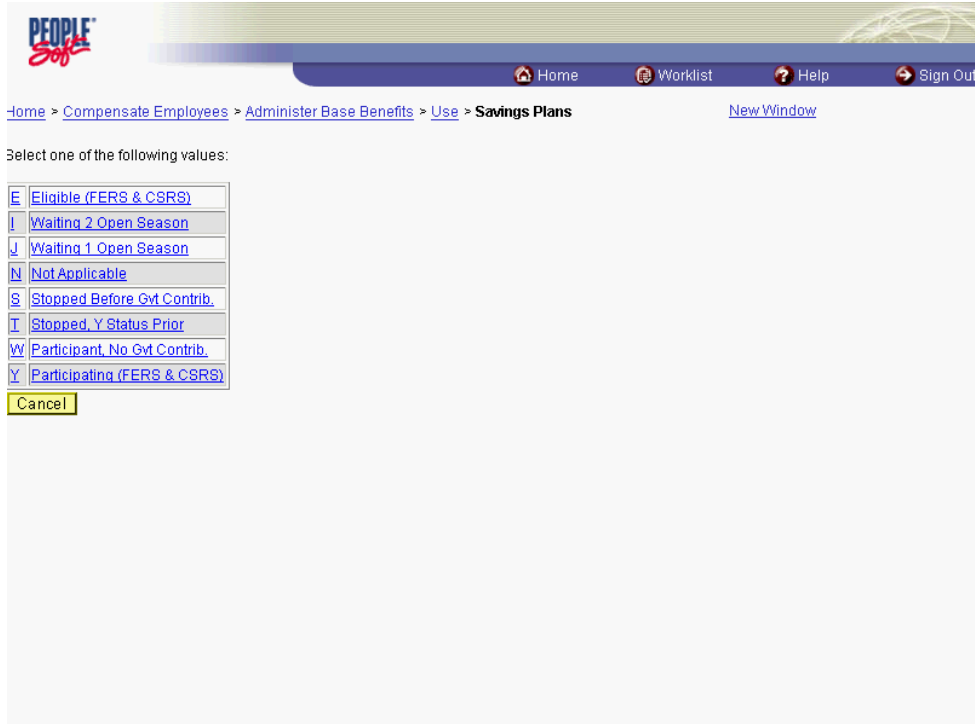 PEOPLE
Soft
Home Worklist Help Sign Out
Home > Compensate Employees > Administer Base Benefits > Use > Savings Plans New Window
Select one of the following values:
E Eligible (FERS & CSRS)
I Waiting 2 Open Season
J Waiting 1 Open Season
N Not Applicable
S Stopped Before Gvt Contrib.
T Stopped, Y Status Prior
W Participant, No Gvt Contrib.
Y Participating (FERS & CSRS)
Cancel